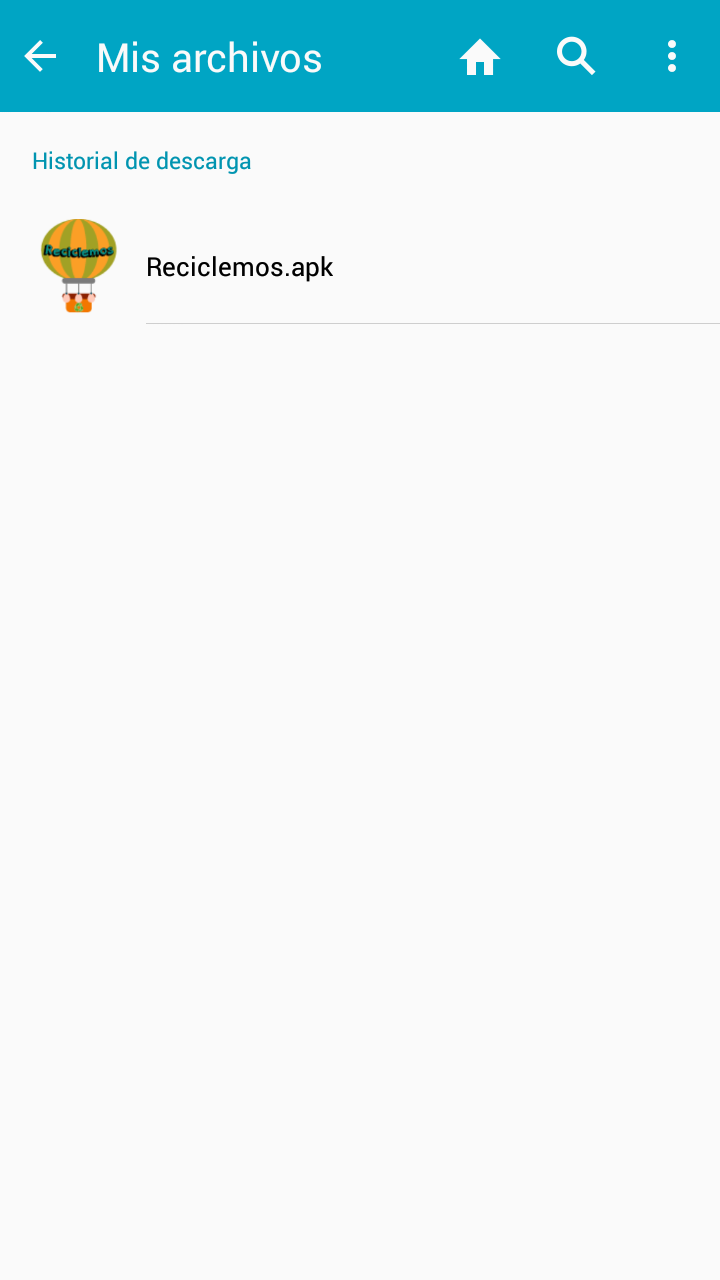 Mis archivos
Historial de descarga
Reciclemos
Reciclemos.apk